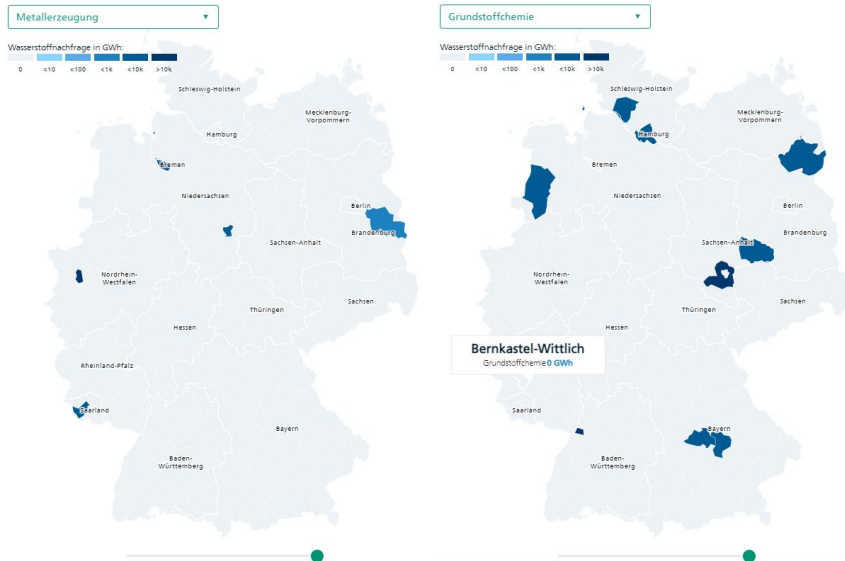 Metallerzeugung
Wasserstoffnachfrage in GWh:
0 <10 <100 <1k <10k >10k
Schleswig-Holstein
Mecklenburg-
Vorpommern
Hamburg
Bremen
Niedersachsen
Berlin
Brandenburg
Sachsen-Anhalt
Nordrhein-
Westfalen
Sachsen
Thüringen
Hessen
Rheinland-Pfalz
Saarland
Bayern
Baden-
Württemberg
Grundstoffchemie
Wasserstoffnachfrage in GWh:
0 <10 <100 <1k <10k >10k
Schleswig-Holstein
Mecklenburg-
Vorpommern
Hamburg
Bremen
Niedersachsen
Berlin
Brandenburg
Sachsen-Anhalt
Nordrhein-
Westfalen
Sachsen
Thüringen
Hessen
Bernkastel-Wittlich
Grundstoffchemie 0 GWh
Saarland
Bayern
Baden-
Württemberg